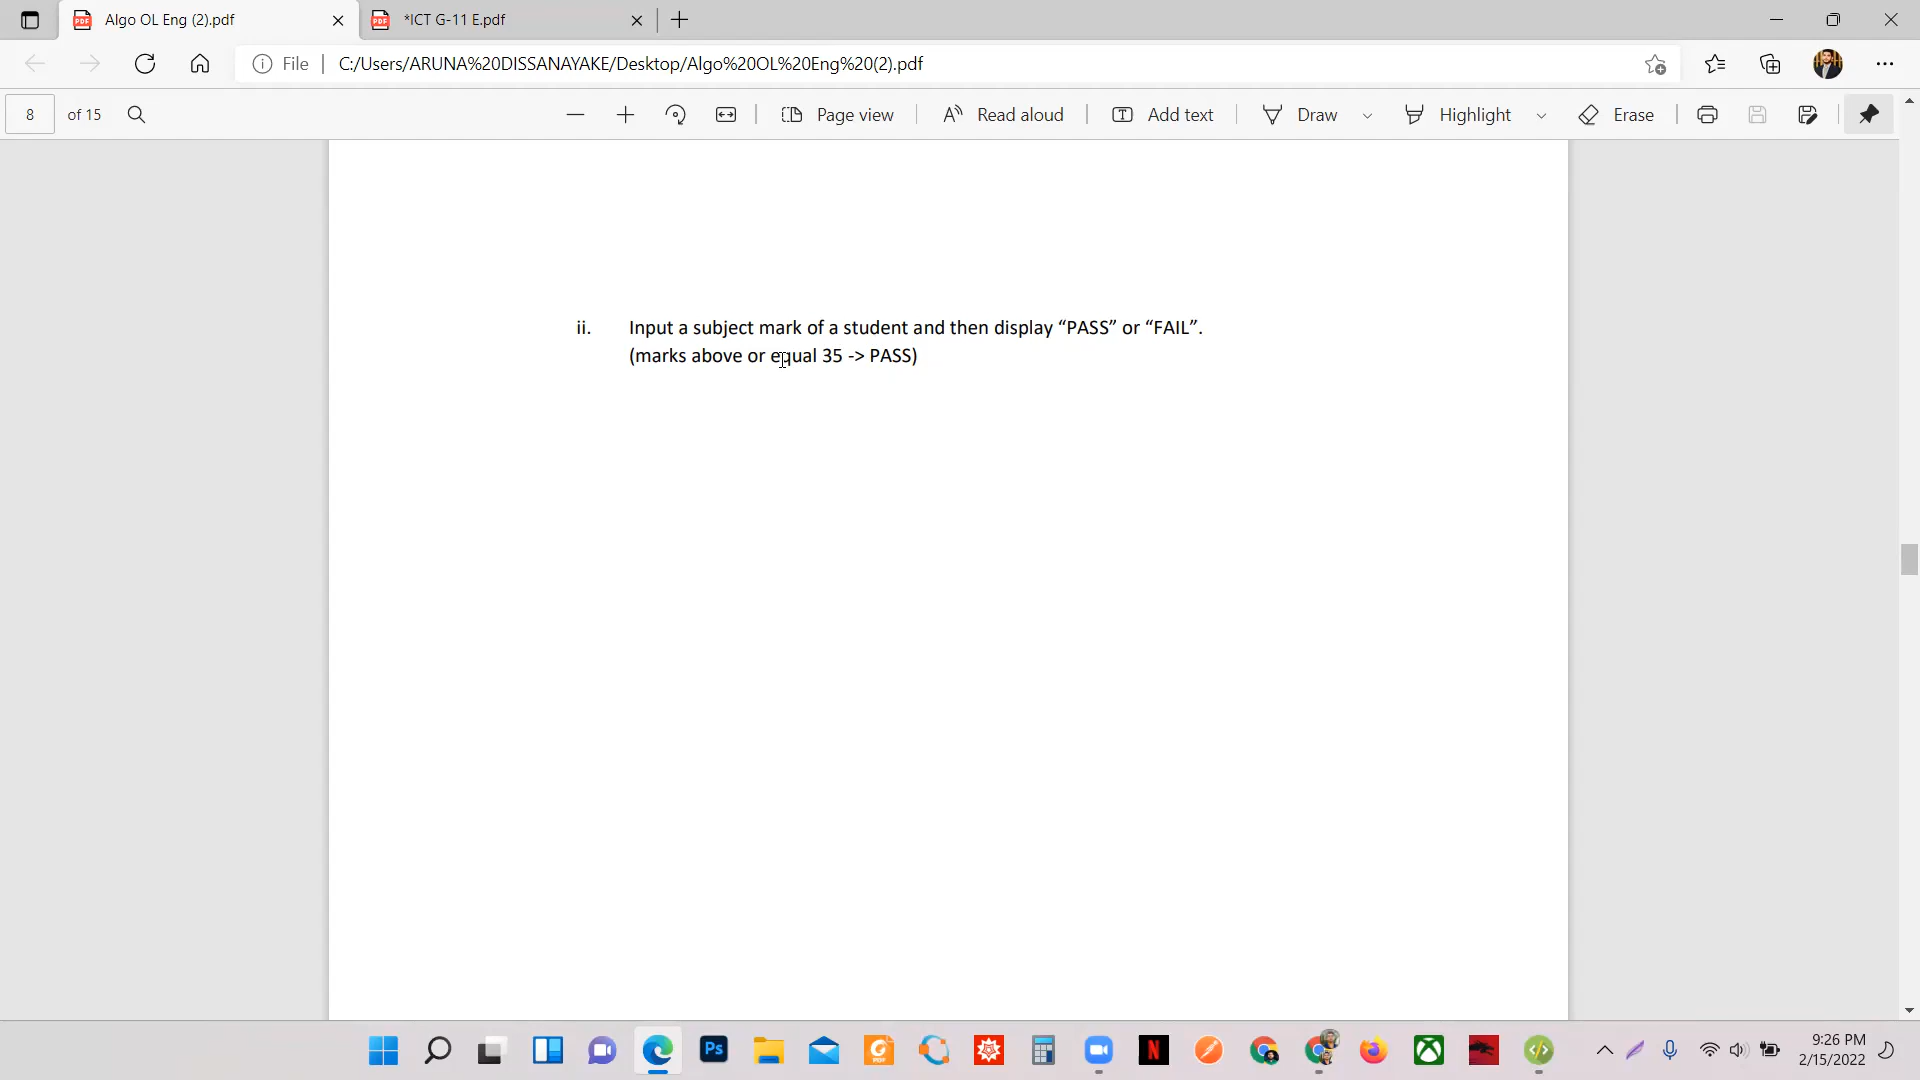 Algo OL Eng (2).pdf
*ICT G-11 E.pdf
File
C:/Users/ARUNA%20DISSANAYAKE/Desktop/Algo%20OL%20Eng%20(2).pdf
8 of 15
Page view
Read aloud
Add text
Draw
Highlight
Erase
ii. Input a subject mark of a student and then display “PASS” or “FAIL”.
(marks above or equal 35 -> PASS)
Ps
N
9:26 PM
2/15/2022